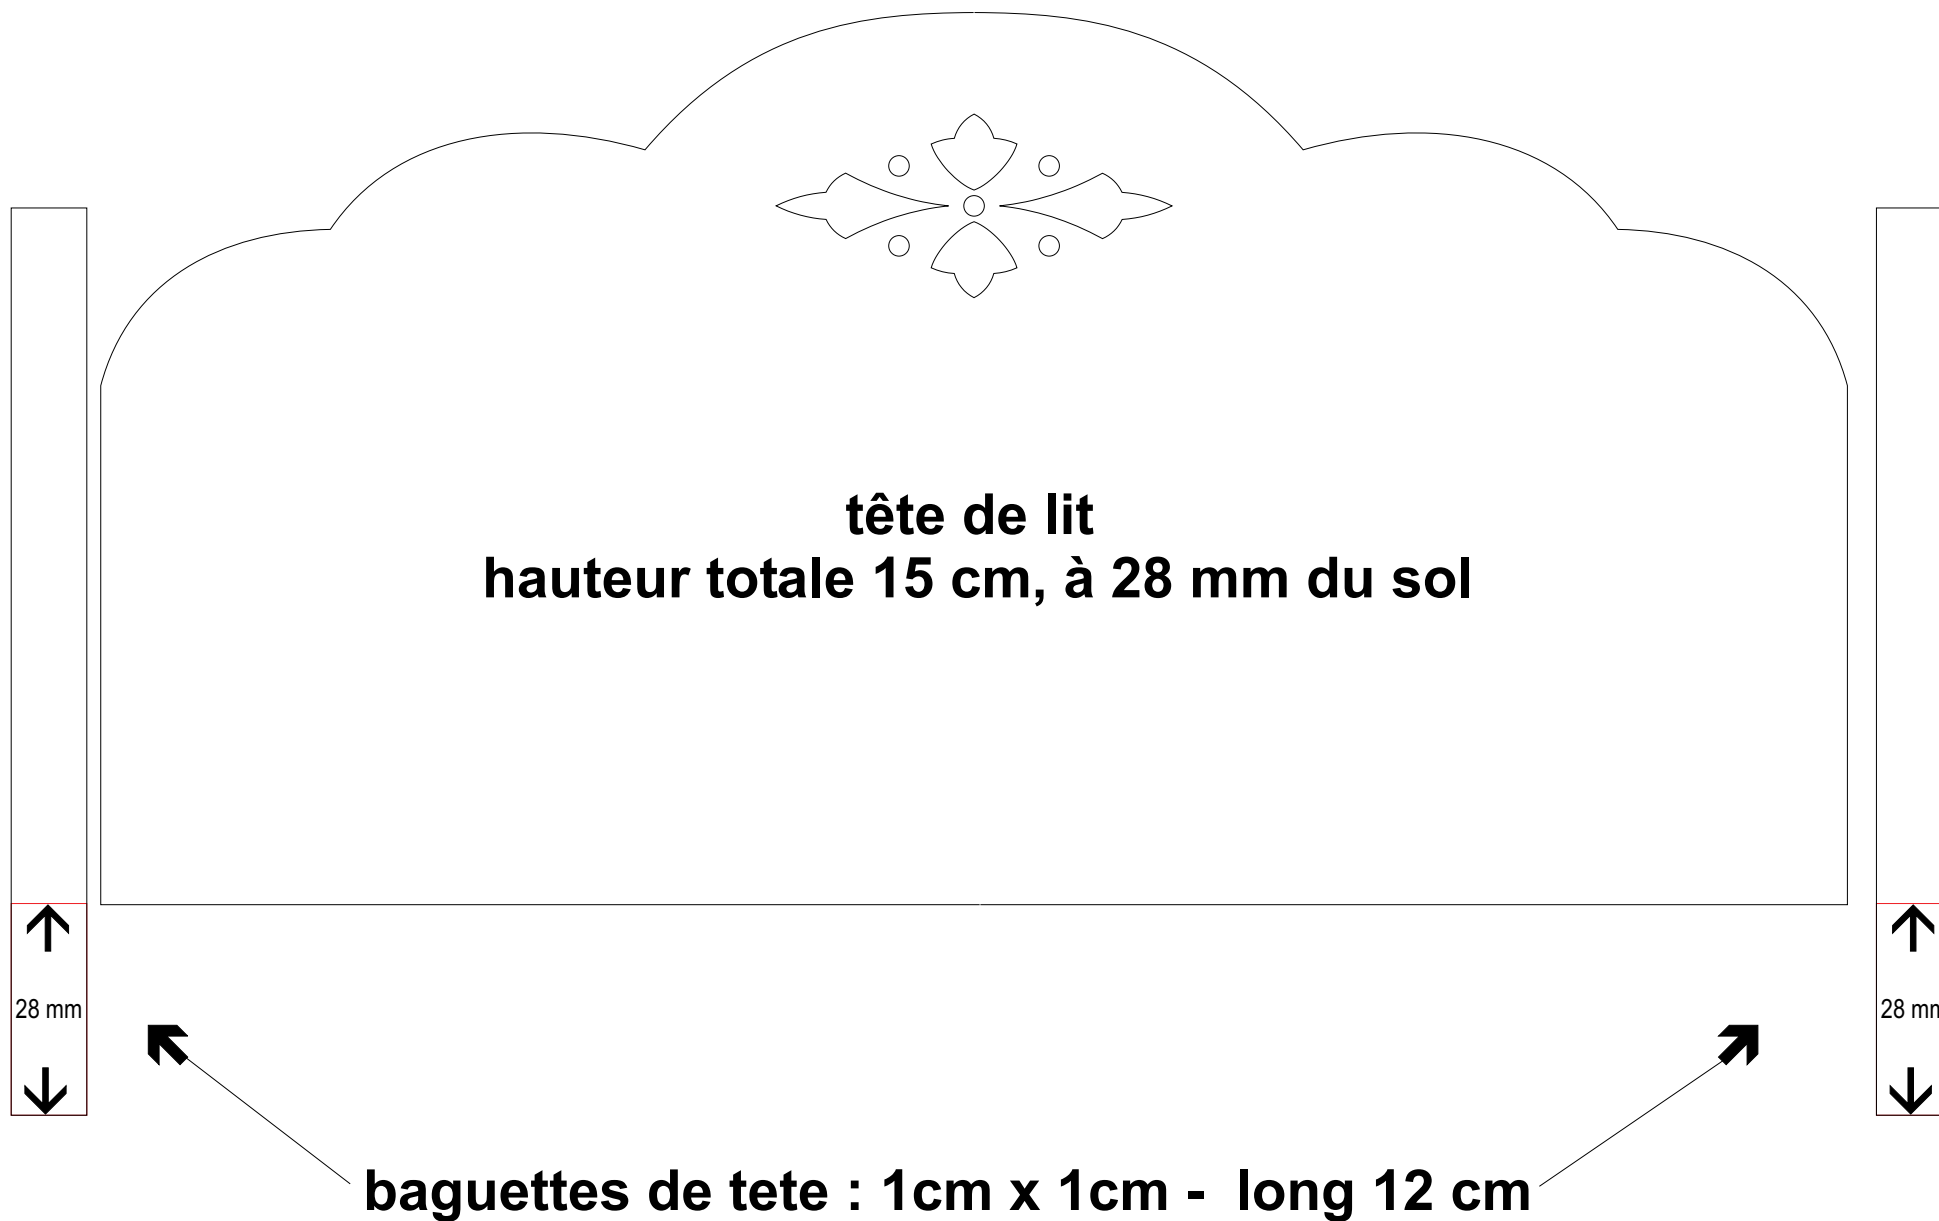 tête de lit
hauteur totale 15 cm, à 28 mm du sol
28 mm
28 mm
baguettes de tete : 1cm x 1cm - long 12 cm